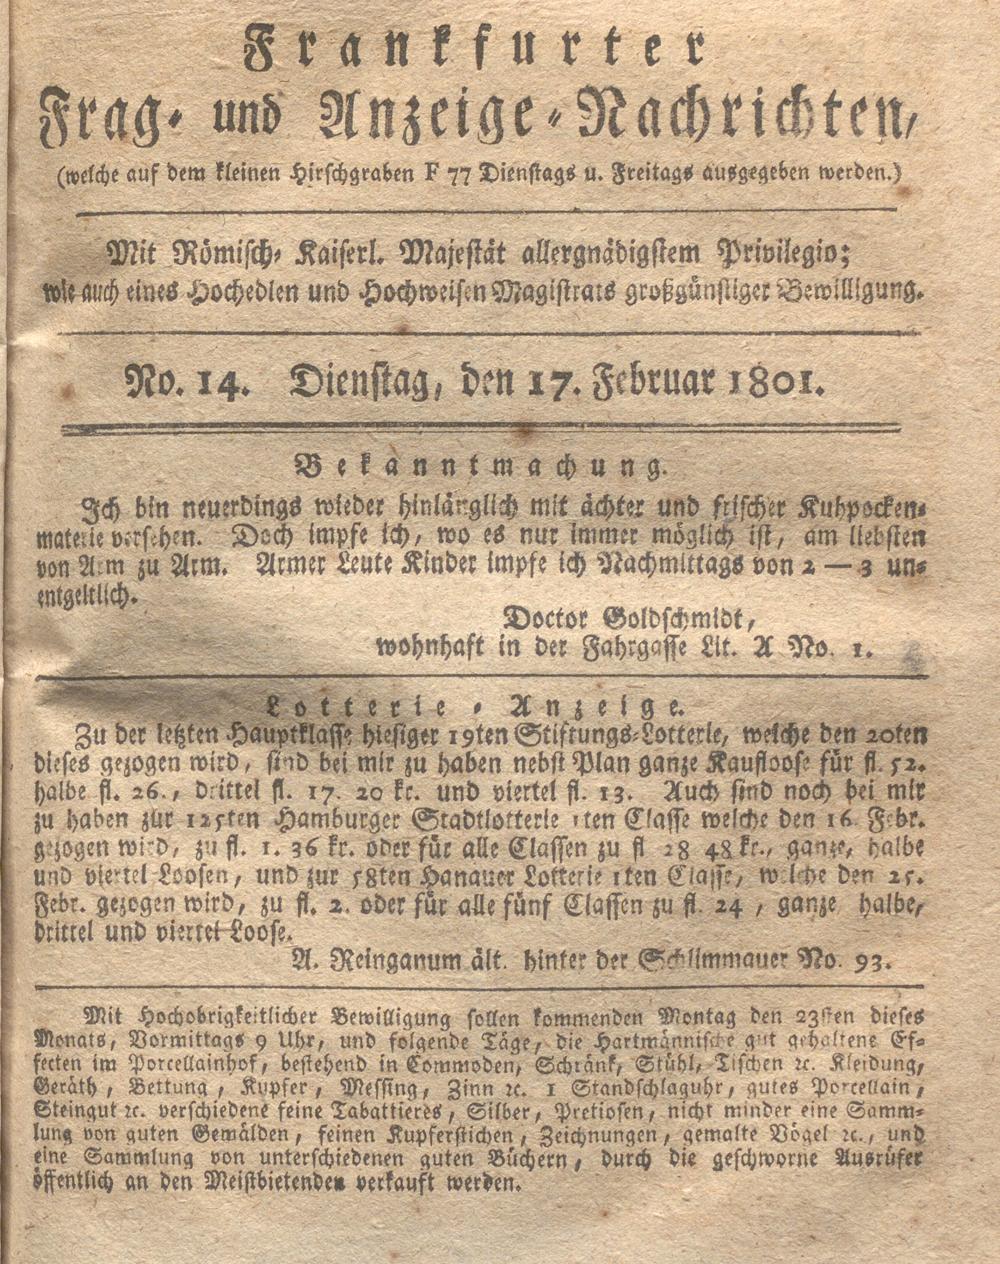 Frankfurter
Frag- und Anzeige-Nachrichten,
(welche auf dem kleinen Hirschgraben F 77 Dienstags u. Freitags ausgegeben werden.)
Mit Römisch- Kaiserl. Majestät allergnädigstem Privilegio;
wie auch eines Hochedlen und Hochweisen Magistrats großgünstiger Bewilligung.
No. 14. Dienstag, den 17. Februar 1801.
Bekanntmachung.
Ich bin neuerdings wieder hinlänglich mit ächter und frischer Kuhpocken-
materie versehen. Doch impfe ich, wo es nur immer möglich ist, am liebsten
von Arm zu Arm. Armer Leute Kinder impfe ich Nachmittags von 2 — 3 un-
entgeltlich.
Doctor Goldschmidt,
wohnhaft in der Fahrgasse Lit. A No. 1.
Lotterie - Anzeige.
Zu der letzten Hauptklasse hiesiger 19ten Stiftungs-Lotterie, welche den 20ten
dieses gezogen wird, sind bei mir zu haben nebst Plan ganze Kaufloose für fl. 52.
halbe fl. 26., drittel fl. 17. 20 kr. und viertel fl. 13. Auch sind noch bei mir
zu haben zur 125ten Hamburger Stadtlotterie 1ten Classe welche den 16. Febr.
gezogen wird, zu fl. 1. 36 kr. oder für alle Classen zu fl 28 48 kr., ganze, halbe
und viertel Loosen, und zur 58ten Hanauer Lotterie 1ten Classe, welche den 25.
Febr. gezogen wird, zu fl. 2. oder für alle fünf Classen zu fl. 24, ganze halbe,
drittel und viertel Loose.
A. Reinganum ält. hinter der Schlimmauer No. 93.
Mit Hochobrigkeitlicher Bewilligung sollen kommenden Montag den 23sten dieses
Monats, Vormittags 9 Uhr, und folgende Täge, die Hartmännische gut gehaltene Ef-
fecten im Porcellainhof, bestehend in Commoden, Schränk, Stühl, Tischen ꝛc. Kleidung,
Geräth, Bettung, Kupfer, Messing, Zinn ꝛc. 1 Standschlaguhr, gutes Porcellain,
Steingut ꝛc. verschiedene feine Tabattieres, Silber, Pretiosen, nicht minder eine Samm-
lung von guten Gemälden, feinen Kupferstichen, Zeichnungen, gemalte Vögel ꝛc., und
eine Sammlung von unterschiedenen guten Büchern, durch die geschworne Ausrüfer
öffentlich an den Meistbietenden verkauft werden.